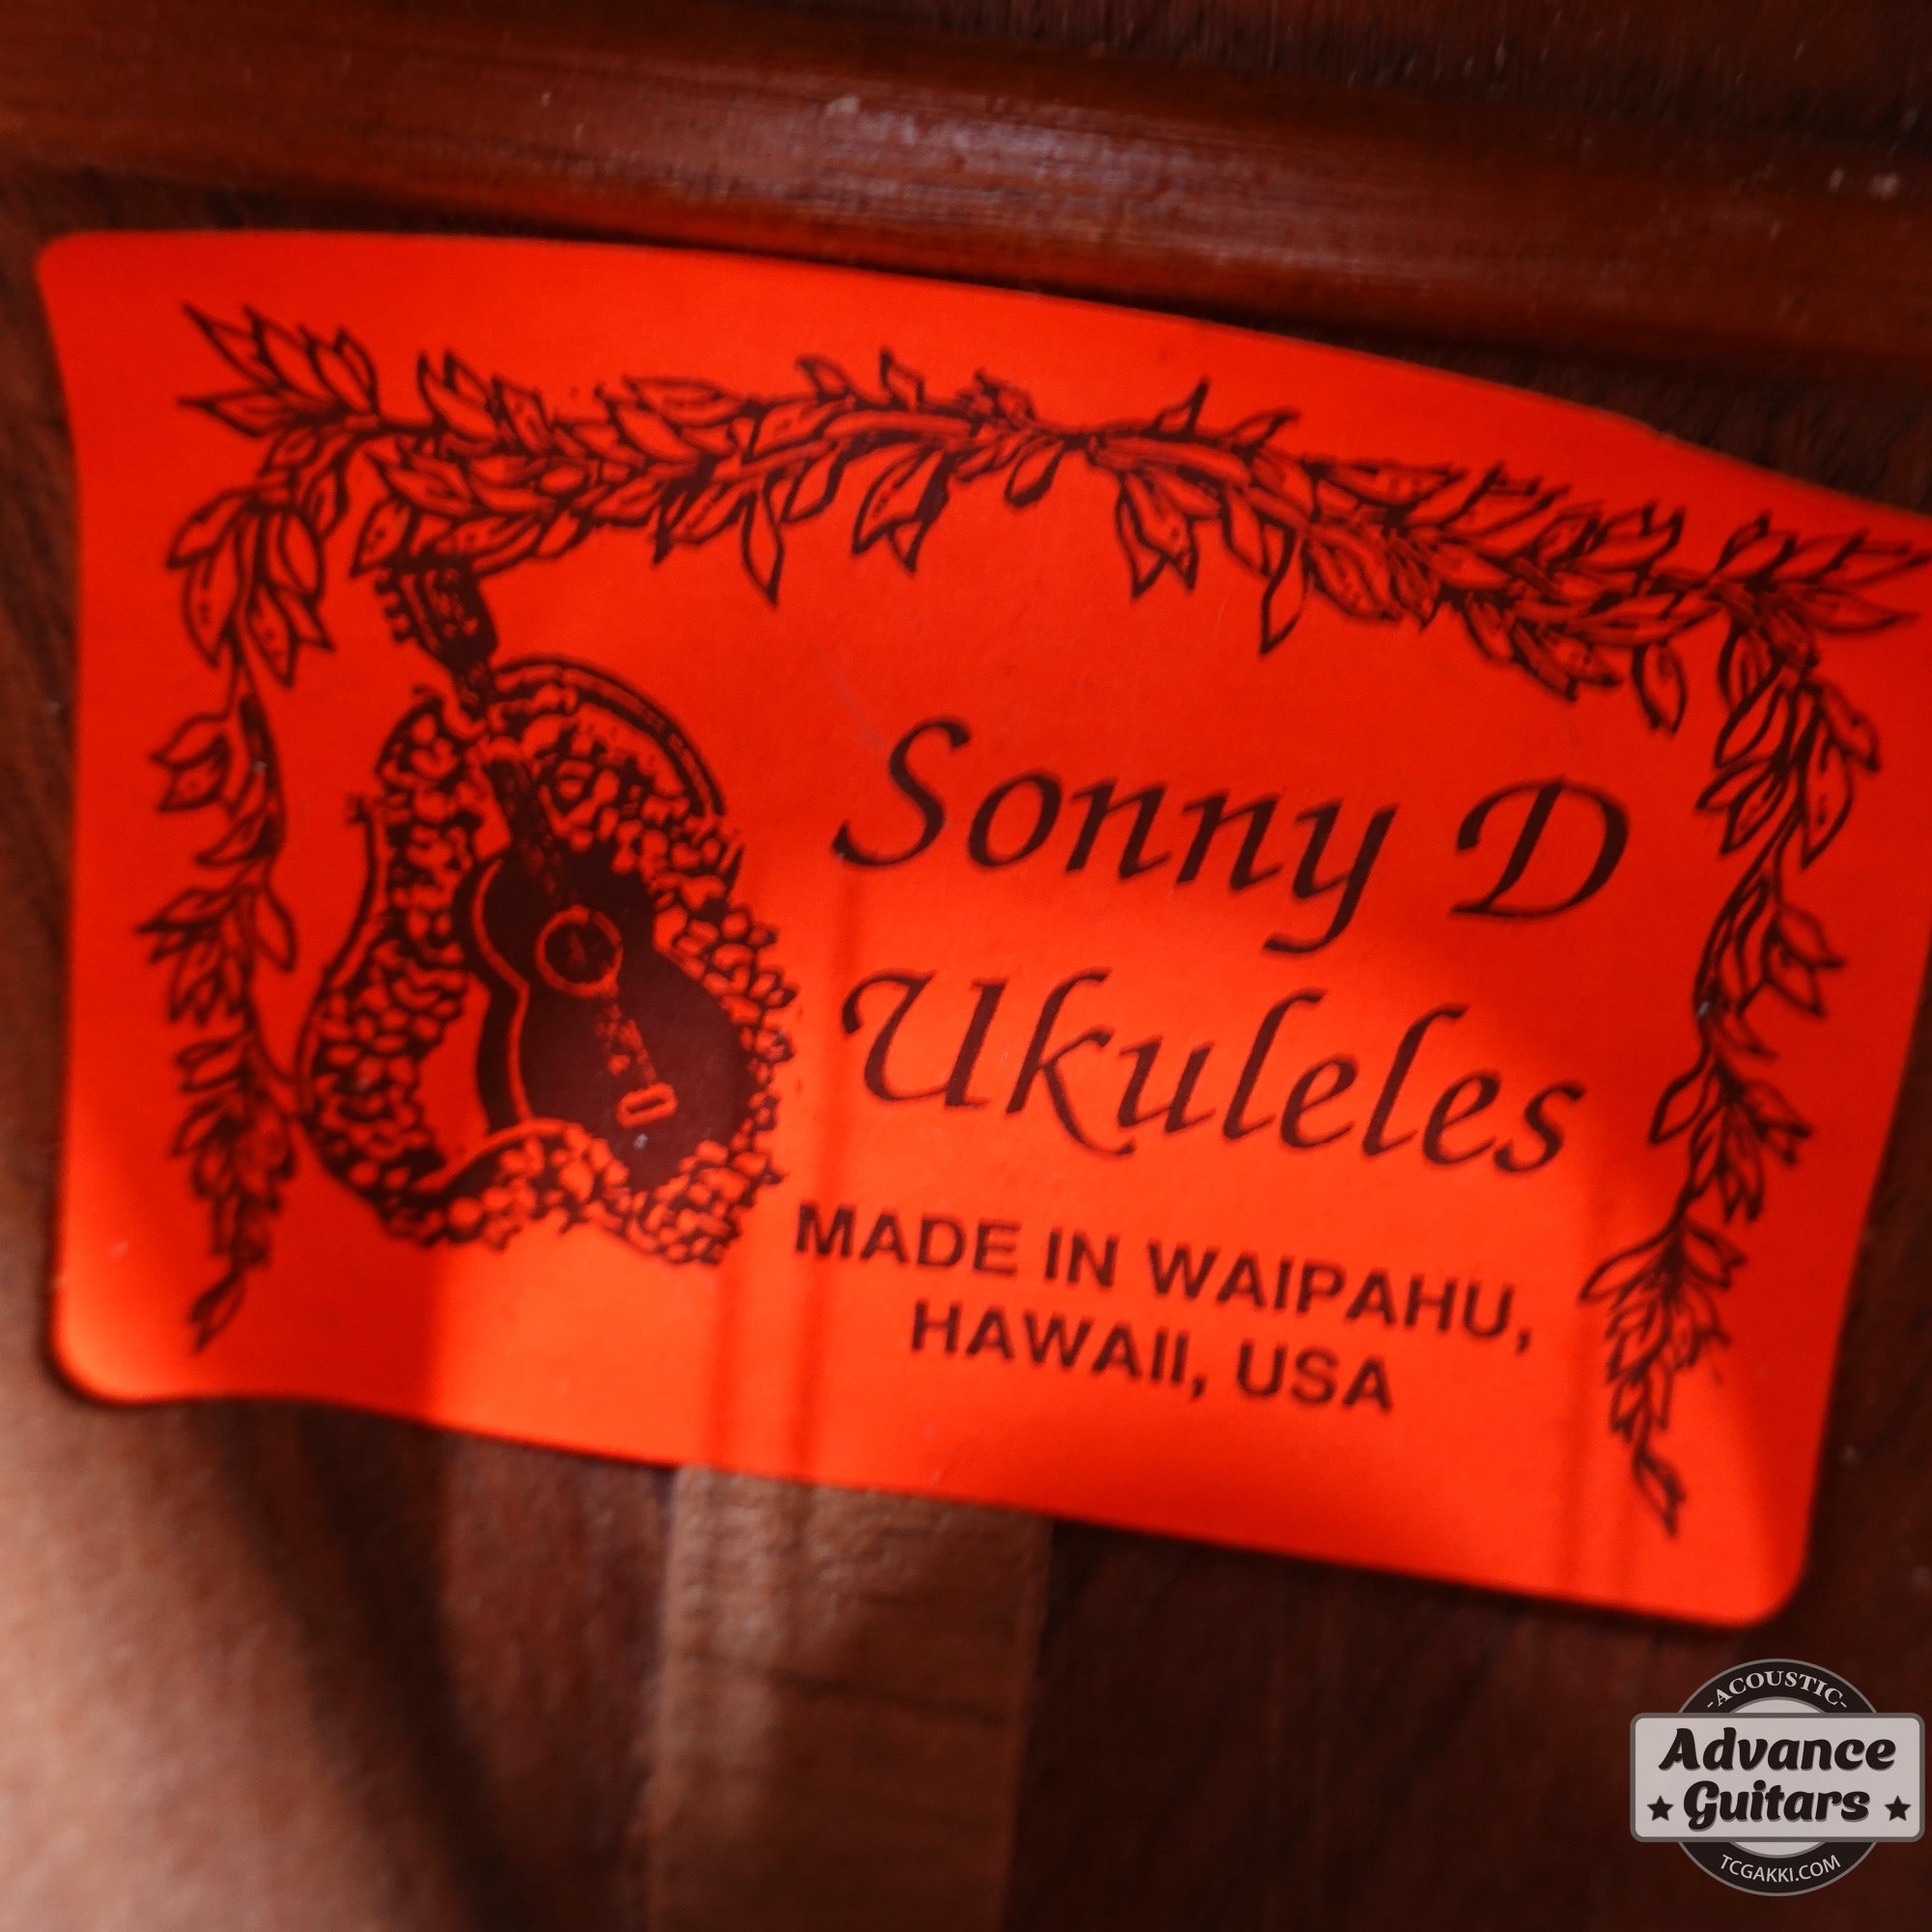 Sonny D
Ukuleles
MADE IN WAIPAHU,
HAWAII, USA
-ACOUSTIC-
Advance
★ Guitars ★
TCGAKKI.COM